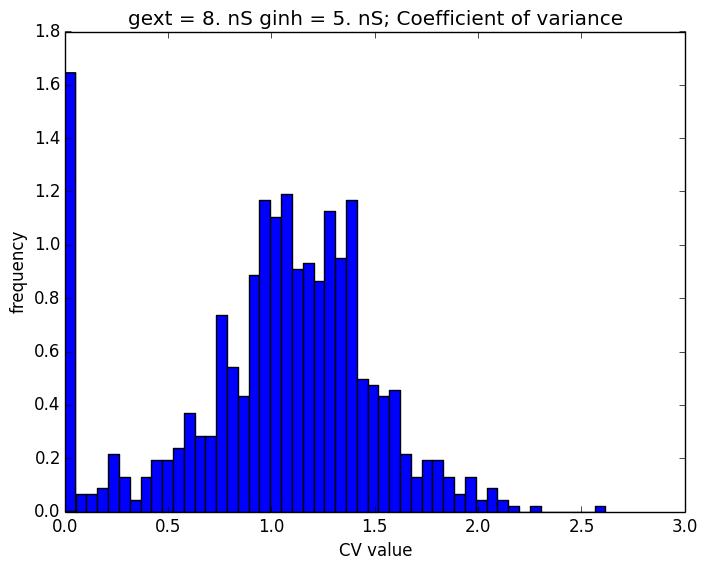 gext = 8. nS ginh = 5. nS; Coefficient of variance
1.8
1.6
1.4
1.2
1.0
0.8
0.6
0.4
0.2
0.0
frequency
0.0 0.5 1.0 1.5 2.0 2.5 3.0
CV value